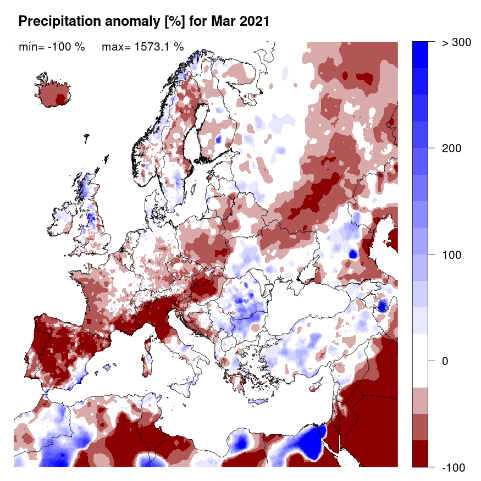 Precipitation anomaly [%] for Mar 2021
min= -100 %     max= 1573.1 %
> 300
200
100
0
-100